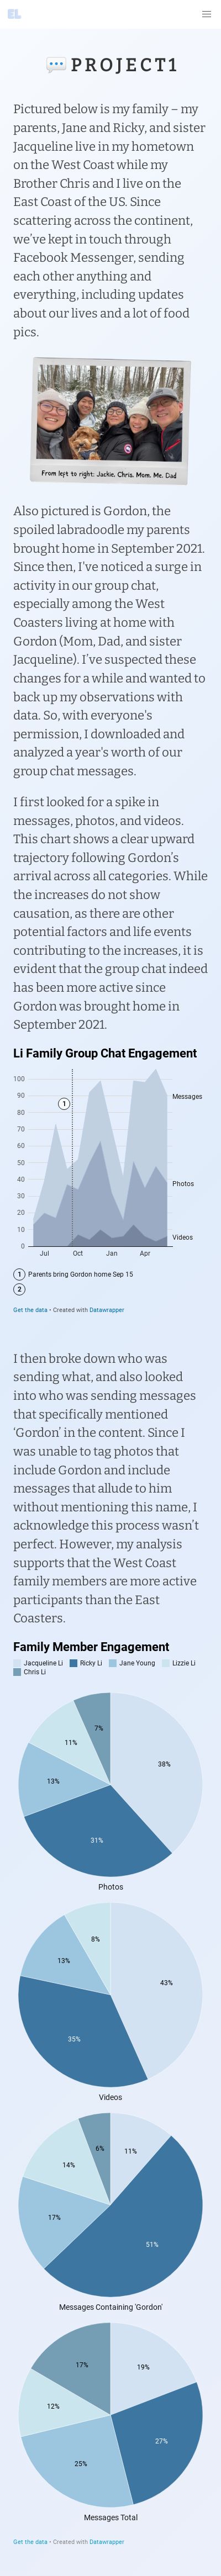 EL
PROJECT1
Pictured below is my family – my
parents, Jane and Ricky, and sister
Jacqueline live in my hometown
on the West Coast while my
Brother Chris and I live on the
East Coast of the US. Since
scattering across the continent,
we've kept in touch through
Facebook Messenger, sending
each other anything and
everything, including updates
about our lives and a lot of food
pics.
From left to right: Jackie, Chris, Mom, Me, Dad
Also pictured is Gordon, the
spoiled labradoodle my parents
brought home in September 2021.
Since then, I've noticed a surge in
activity in our group chat,
especially among the West
Coasters living at home with
Gordon (Mom, Dad, and sister
Jacqueline). I've suspected these
changes for a while and wanted to
back up my observations with
data. So, with everyone's
permission, I downloaded and
analyzed a year's worth of our
group chat messages.
I first looked for a spike in
messages, photos, and videos.
This chart shows a clear upward
trajectory following Gordon's
arrival across all categories. While
the increases do not show
causation, as there are other
potential factors and life events
contributing to the increases, it is
evident that the group chat indeed
has been more active since
Gordon was brought home in
September 2021.
Li Family Group Chat Engagement
100
90
80
70
60
50
40
30
20
10
0
1
Messages
Photos
Videos
Jul Oct Jan Apr
1 Parents bring Gordon home Sep 15
2
Get the data • Created with Datawrapper
I then broke down who was
sending what, and also looked
into who was sending messages
that specifically mentioned
'Gordon' in the content. Since I
was unable to tag photos that
include Gordon and include
messages that allude to him
without mentioning this name, I
acknowledge this process wasn't
perfect. However, my analysis
supports that the West Coast
family members are more active
participants than the East
Coasters.
Family Member Engagement
Jacqueline Li Ricky Li Jane Young Lizzie Li
Chris Li
7%
11%
38%
13%
31%
Photos
8%
13%
43%
35%
Videos
6%
11%
14%
17%
51%
Messages Containing 'Gordon'
17%
19%
12%
27%
25%
Messages Total
Get the data • Created with Datawrapper